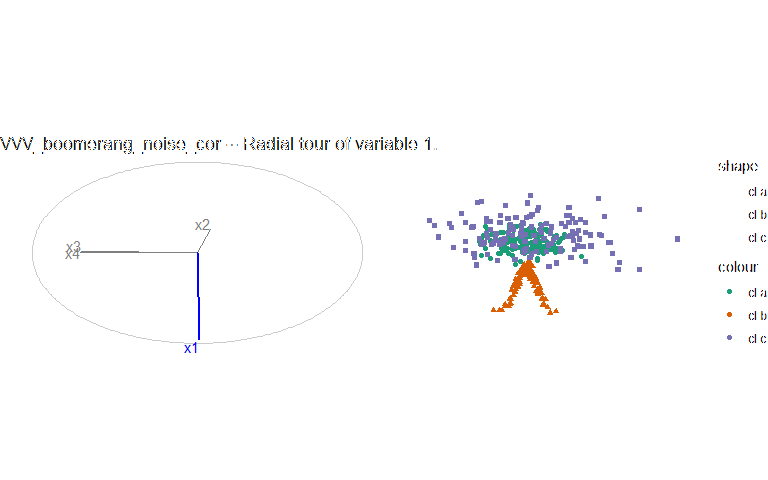 VVV_boomerang_noise_cor ··· Radial tour of variable 1.
shape
cl a
cl b
cl c
colour
cl a
cl b
cl c
x2
x3
x4
x1